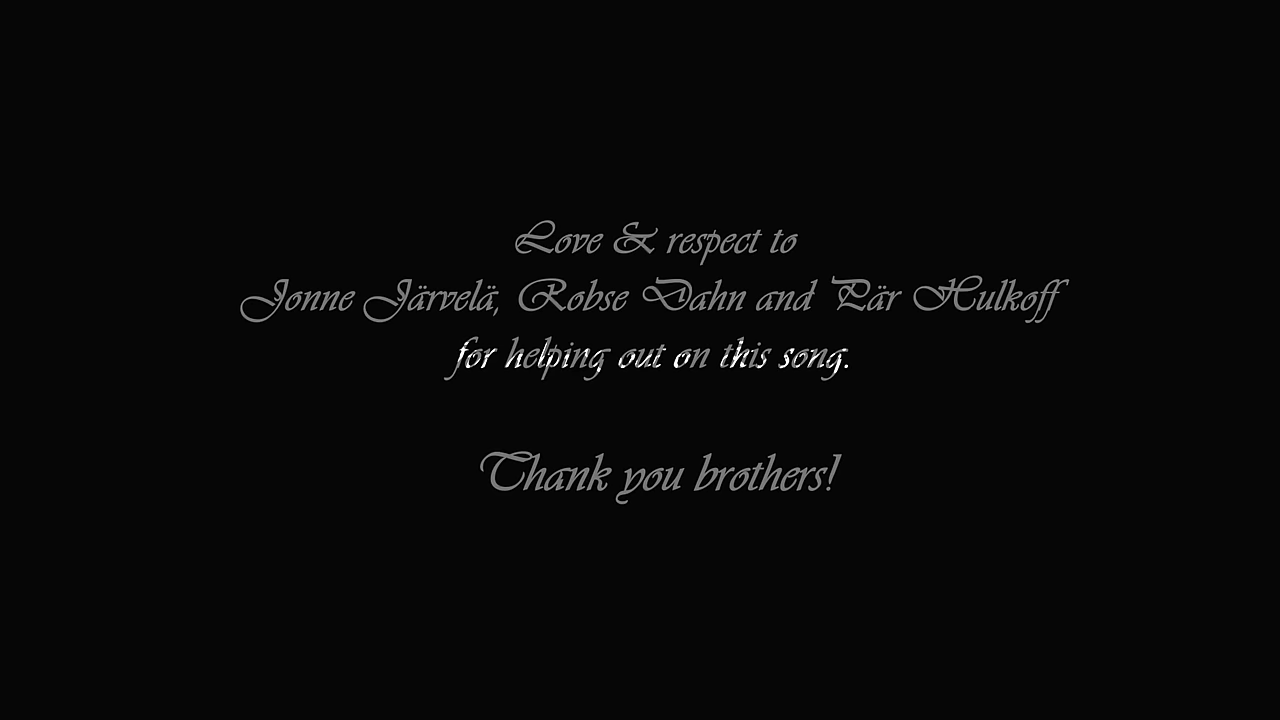 Love & respect to
Jonne Järvelä, Robse Dahn and Pär Hulkoff
for helping out on this song.
Thank you brothers!